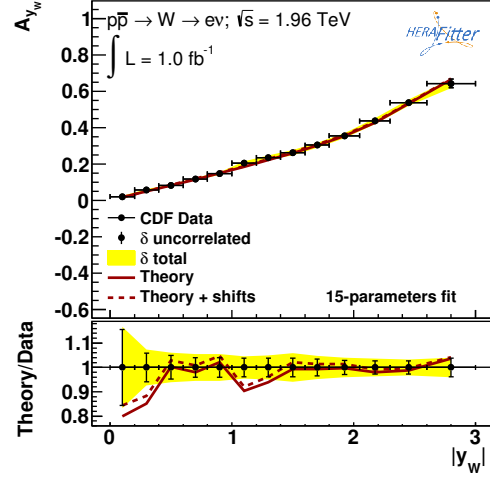 A_{y_W}
pp̅ → W → eν; √s = 1.96 TeV
∫ L = 1.0 fb⁻¹
HERAFitter
1
0.8
0.6
0.4
0.2
0
-0.2
-0.4
-0.6
CDF Data
δ uncorrelated
δ total
Theory
Theory + shifts
15-parameters fit
Theory/Data
1.1
1
0.9
0.8
0 1 2 3
|y_W|